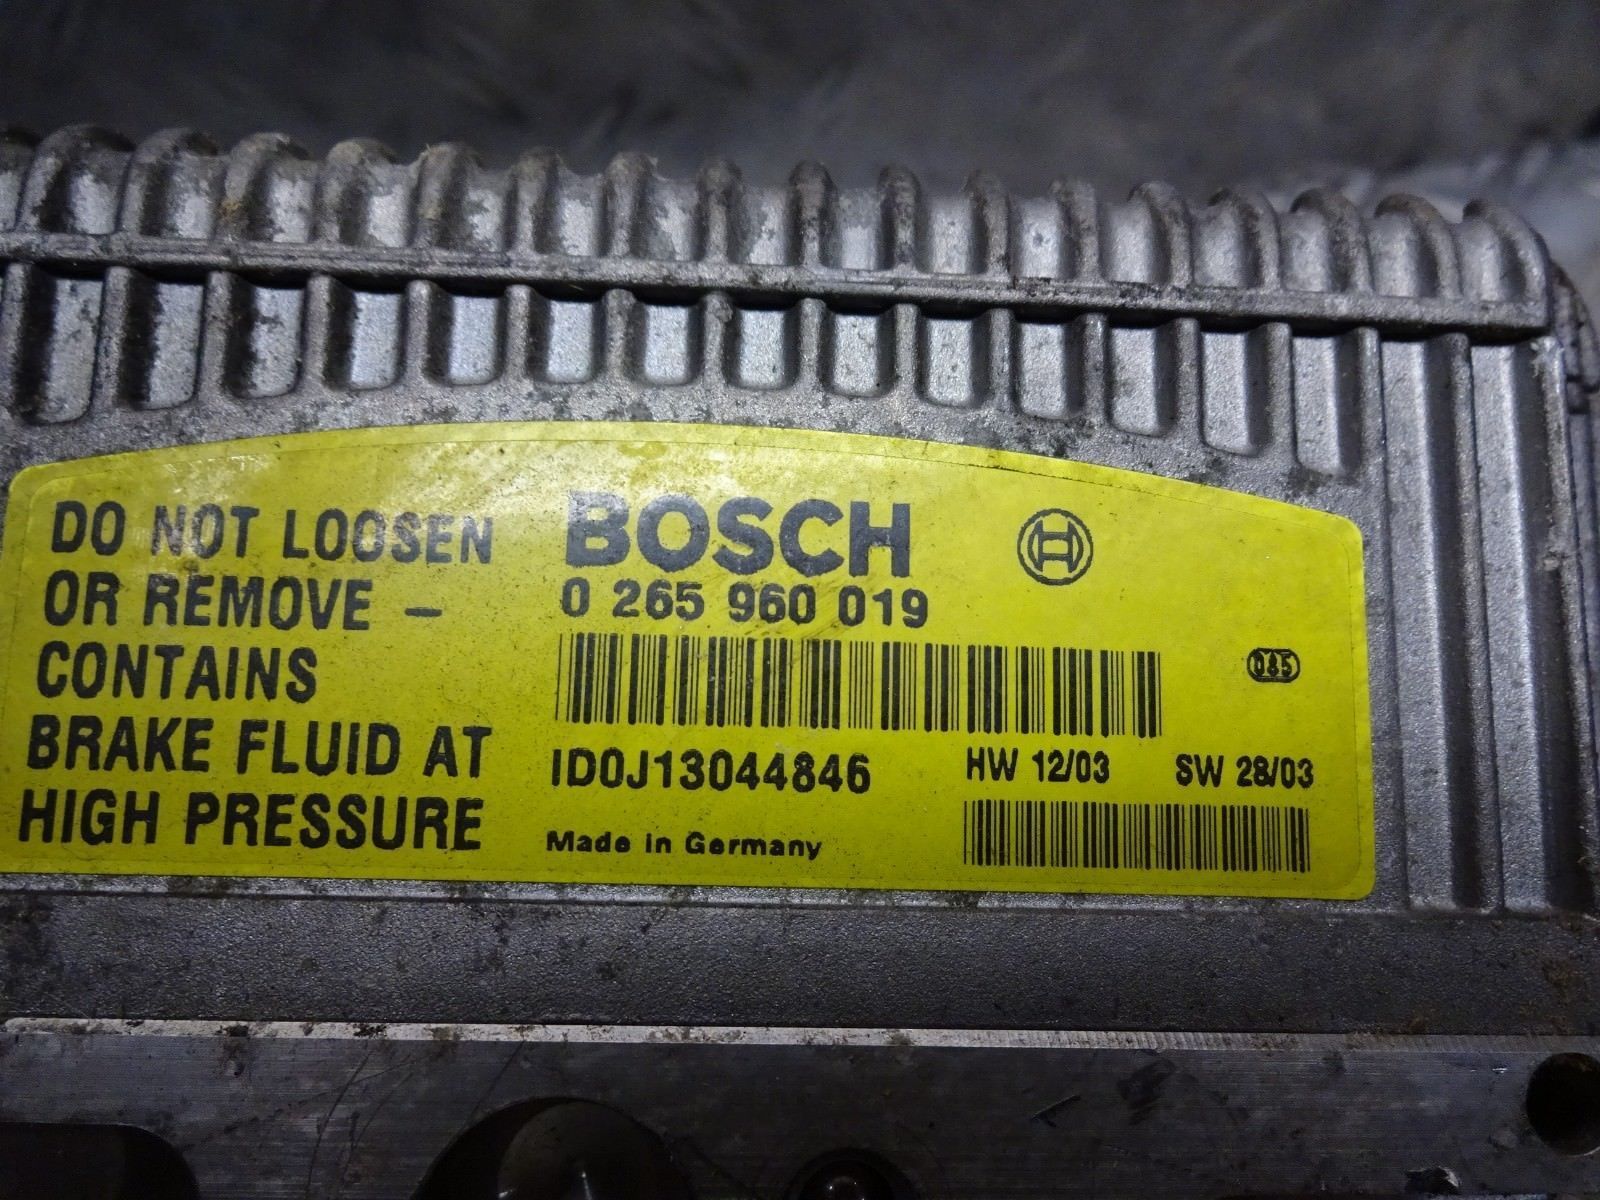 DO NOT LOOSEN
OR REMOVE –
CONTAINS
BRAKE FLUID AT
HIGH PRESSURE
BOSCH
0 265 960 019
ID0J13044846
HW 12/03
SW 28/03
Made in Germany